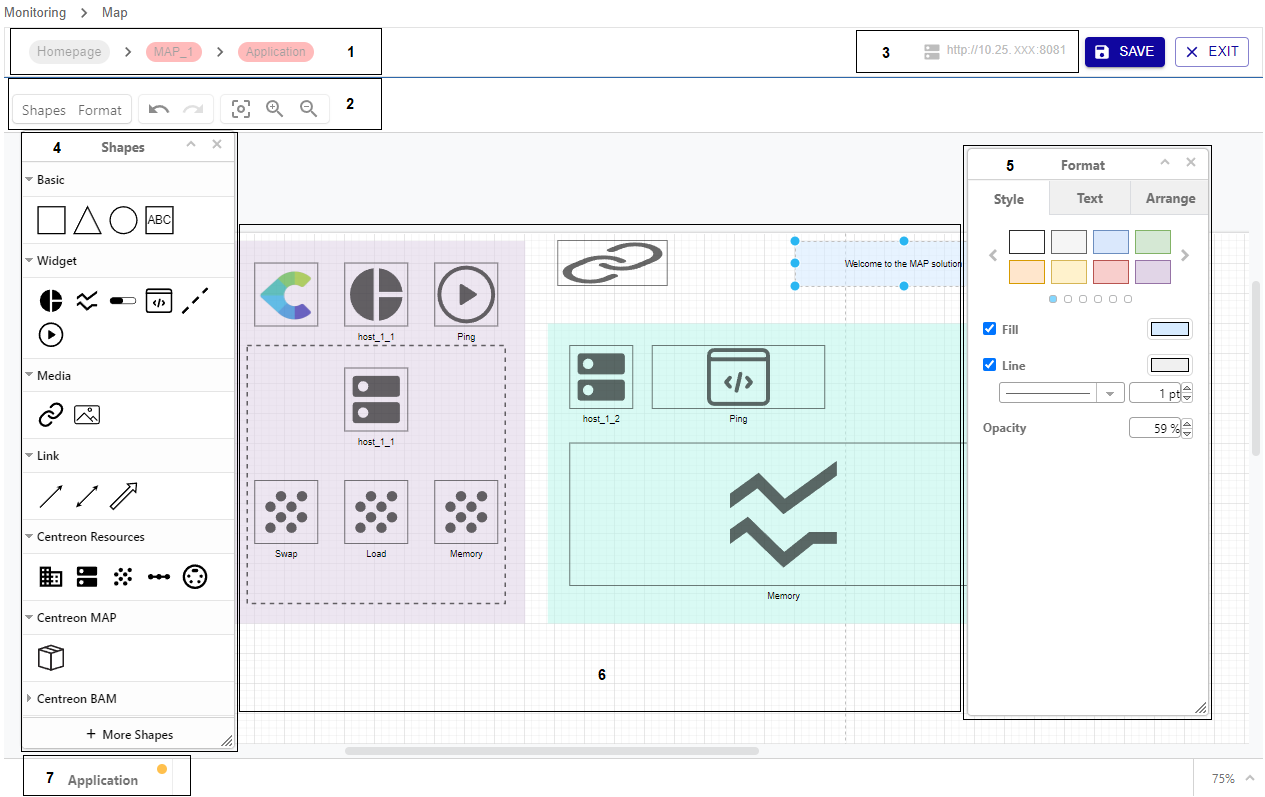 Monitoring > Map
Homepage > MAP_1 > Application 1
3 http://10.25. XXX:8081 SAVE EXIT
Shapes Format 2
4 Shapes
Basic
ABC
Widget
Media
Link
Centreon Resources
Centreon MAP
Centreon BAM
+ More Shapes
host_1_1 Ping
host_1_1
Swap Load Memory
Welcome to the MAP solution
host_1_2 Ping
Memory
6
5 Format
Style Text Arrange
Fill
Line
1 pt
Opacity 59 %
7 Application
75%